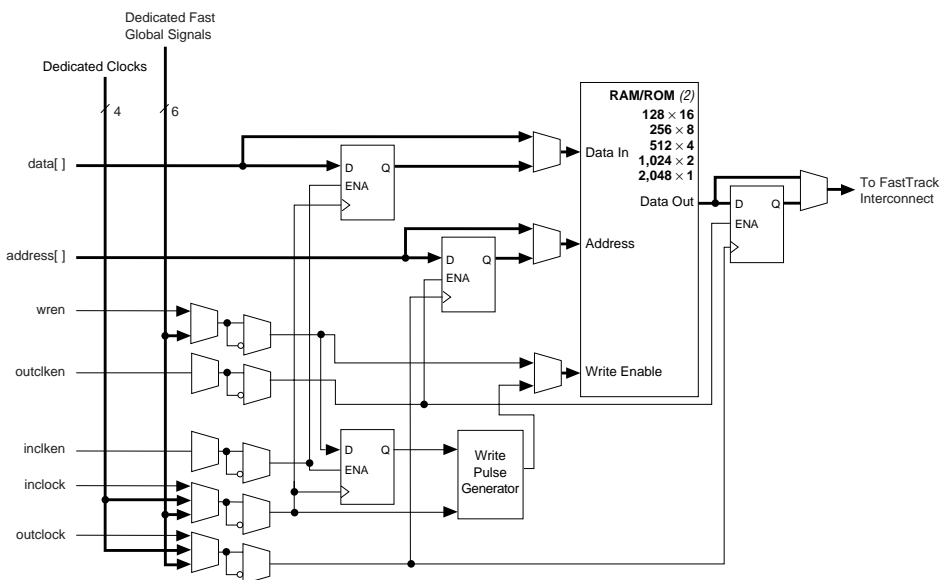 Dedicated Fast
Global Signals
Dedicated Clocks
4
6
RAM/ROM (2)
128 × 16
256 × 8
512 × 4
1,024 × 2
2,048 × 1
data[ ]
D
Q
ENA
Data In
Data Out
D
Q
ENA
To FastTrack
Interconnect
address[ ]
D
Q
ENA
Address
wren
outclken
Write Enable
inclken
D
Q
ENA
Write
Pulse
Generator
inclock
outclock